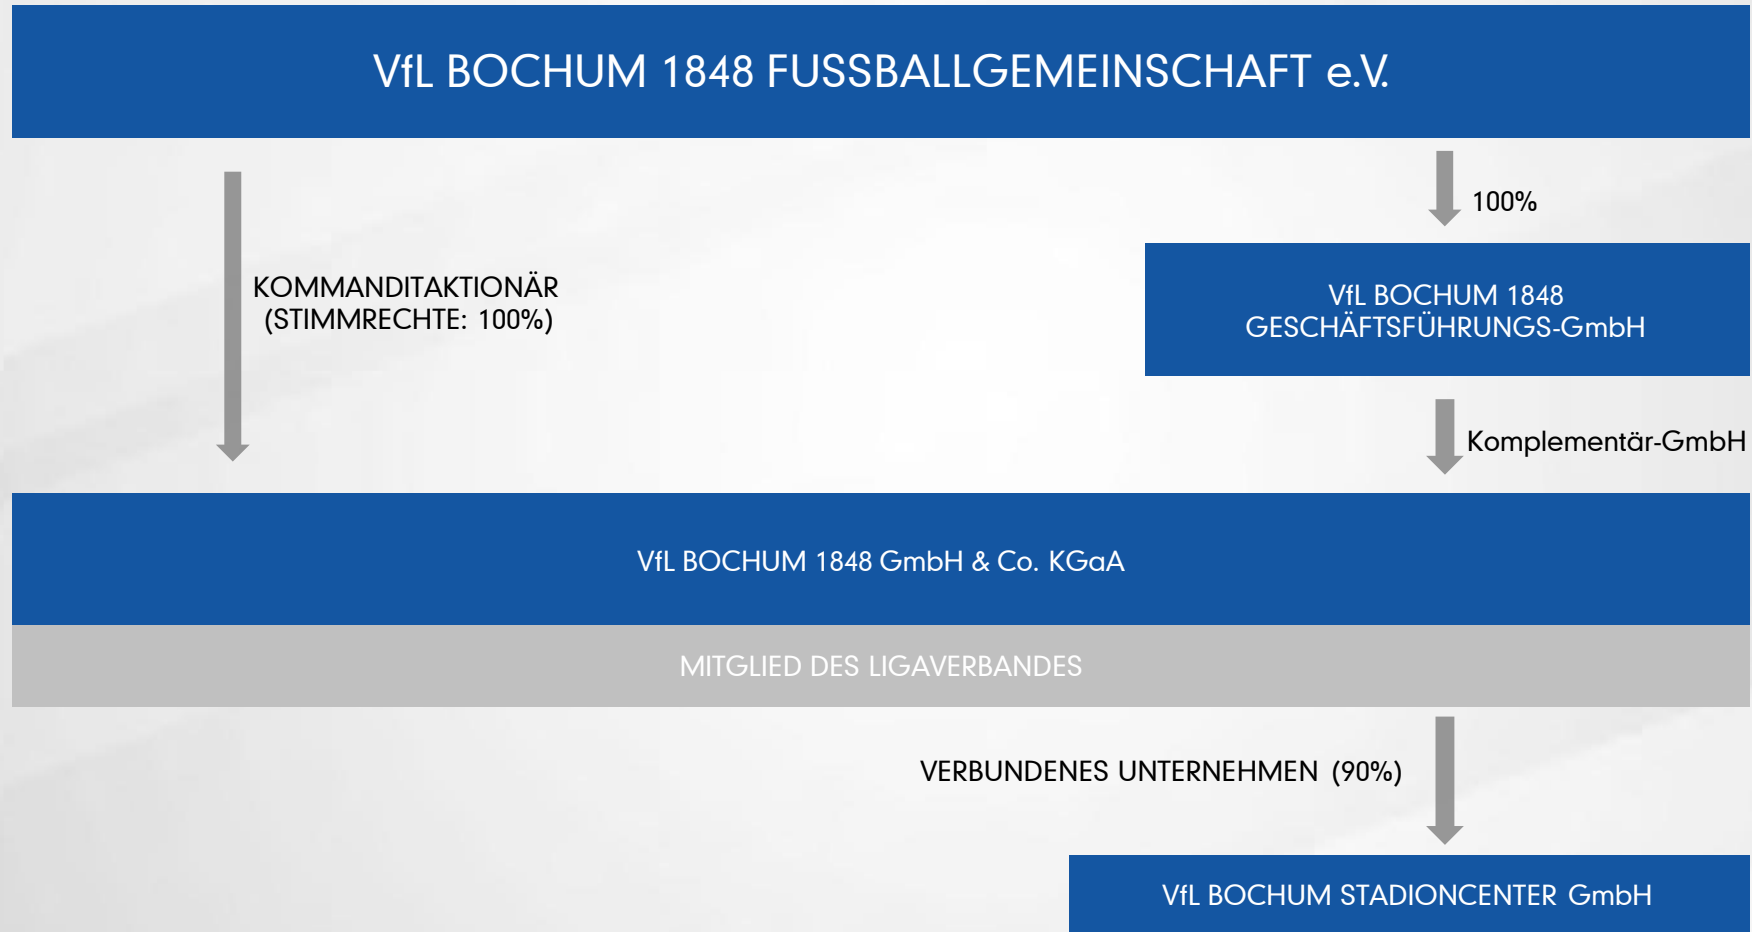 VfL BOCHUM 1848 FUSSBALLGEMEINSCHAFT e.V.
100%
KOMMANDITAKTIONÄR
(STIMMRECHTE: 100%)
VfL BOCHUM 1848
GESCHÄFTSFÜHRUNGS-GmbH
Komplementär-GmbH
VfL BOCHUM 1848 GmbH & Co. KGaA
MITGLIED DES LIGAVERBANDES
VERBUNDENES UNTERNEHMEN (90%)
VfL BOCHUM STADIONCENTER GmbH